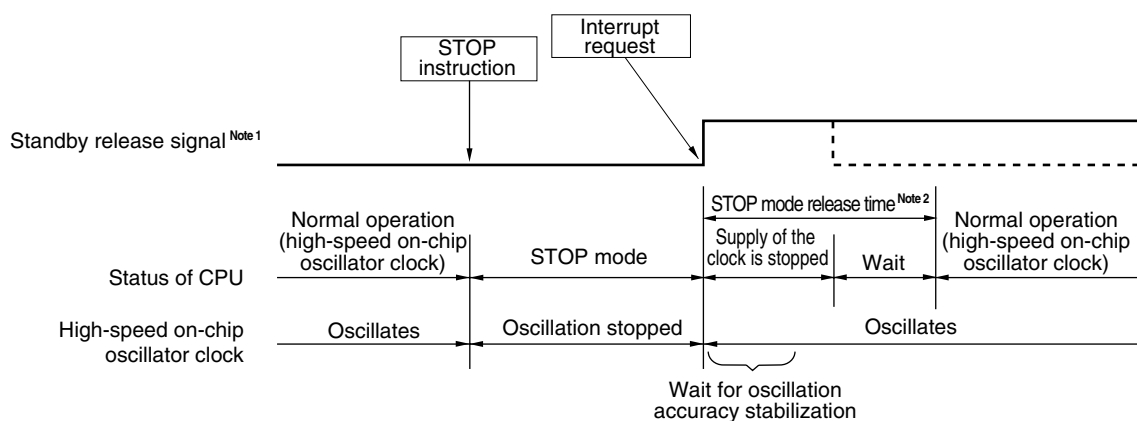 STOP
instruction
Interrupt
request
Standby release signal Note 1
STOP mode release time Note 2
Normal operation
(high-speed on-chip
oscillator clock)
STOP mode
Supply of the
clock is stopped
Wait
Normal operation
(high-speed on-chip
oscillator clock)
Status of CPU
High-speed on-chip
oscillator clock
Oscillates
Oscillation stopped
Oscillates
Wait for oscillation
accuracy stabilization